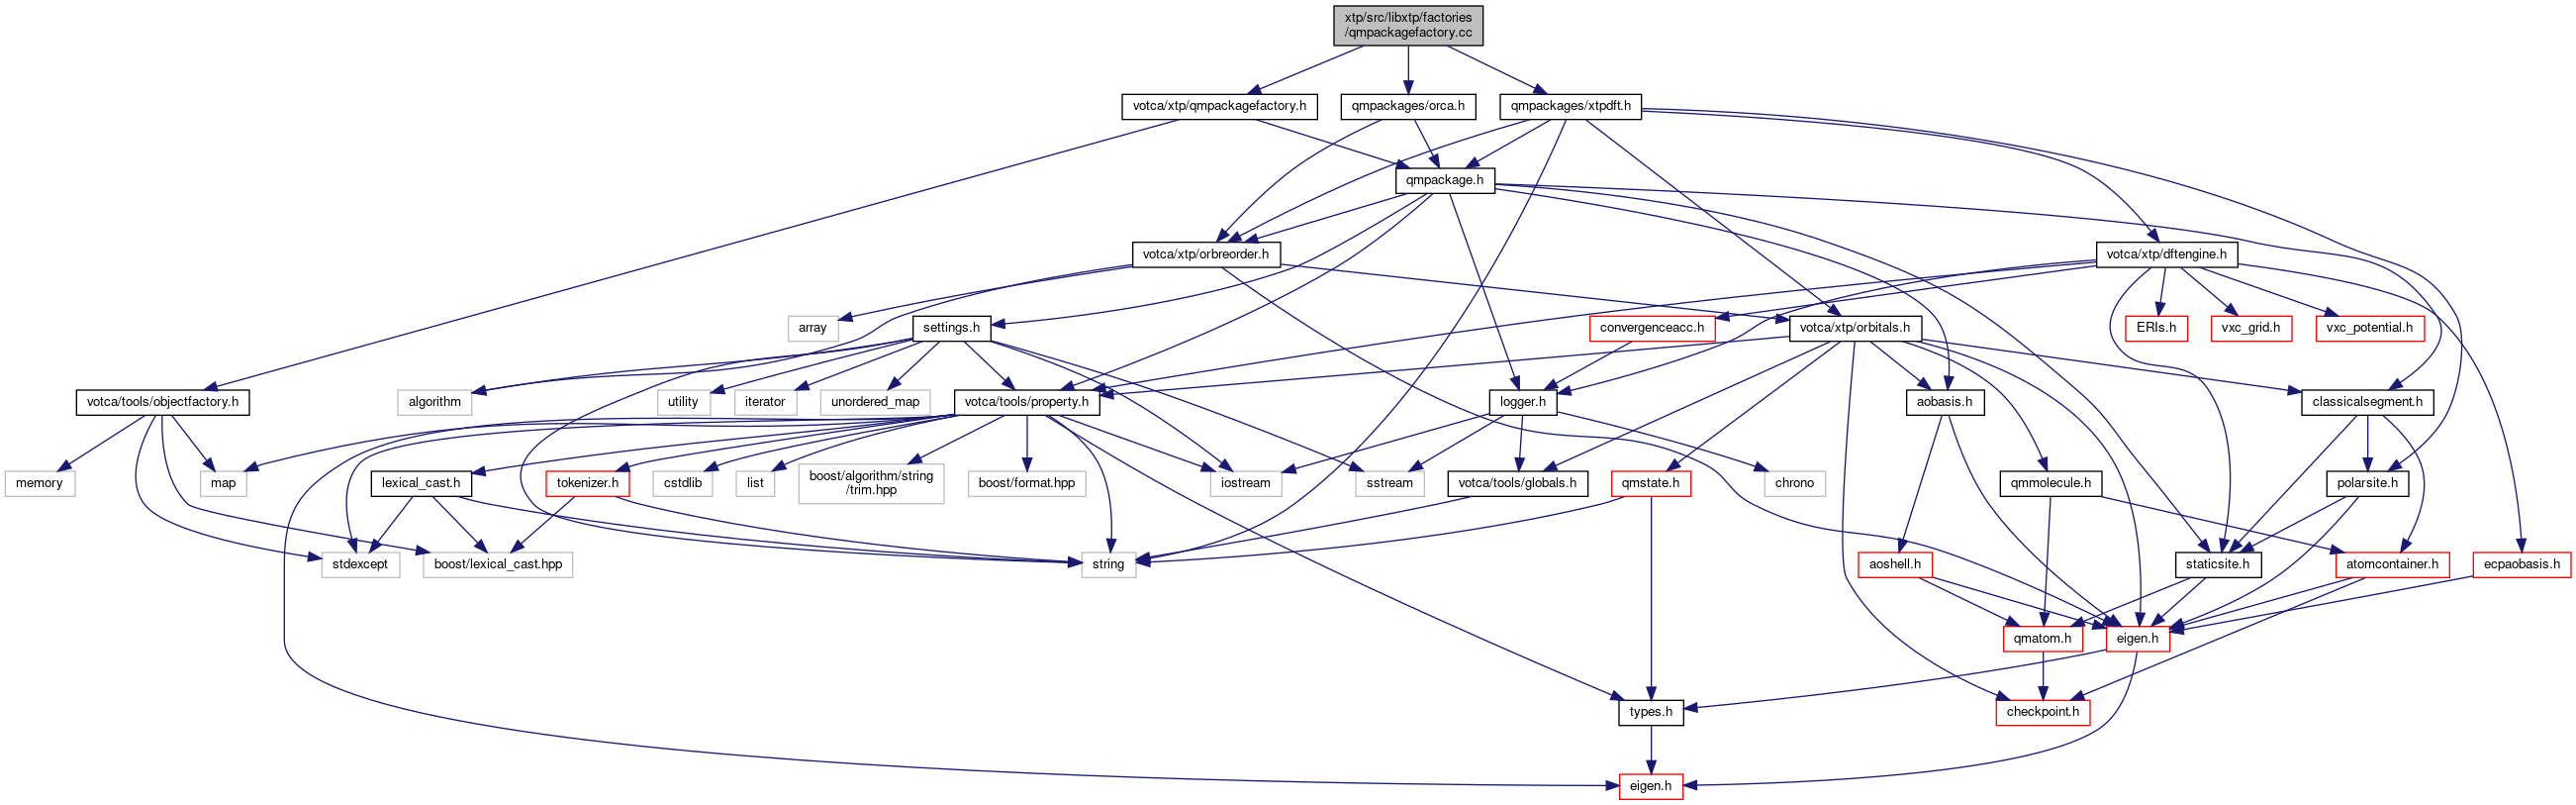 xtp/src/libxtp/factories
/qmpackagefactory.cc
votca/xtp/qmpackagefactory.h
qmpackages/orca.h
qmpackages/xtpdft.h
qmpackage.h
votca/xtp/orbreorder.h
votca/xtp/dftengine.h
array
settings.h
convergenceacc.h
votca/xtp/orbitals.h
ERIs.h
vxc_grid.h
vxc_potential.h
votca/tools/objectfactory.h
algorithm
utility
iterator
unordered_map
votca/tools/property.h
logger.h
aobasis.h
classicalsegment.h
memory
map
lexical_cast.h
tokenizer.h
cstdlib
list
boost/algorithm/string
/trim.hpp
boost/format.hpp
iostream
sstream
votca/tools/globals.h
qmstate.h
chrono
qmmolecule.h
polarsite.h
stdexcept
boost/lexical_cast.hpp
string
aoshell.h
staticsite.h
atomcontainer.h
ecpaobasis.h
qmatom.h
eigen.h
types.h
checkpoint.h
eigen.h